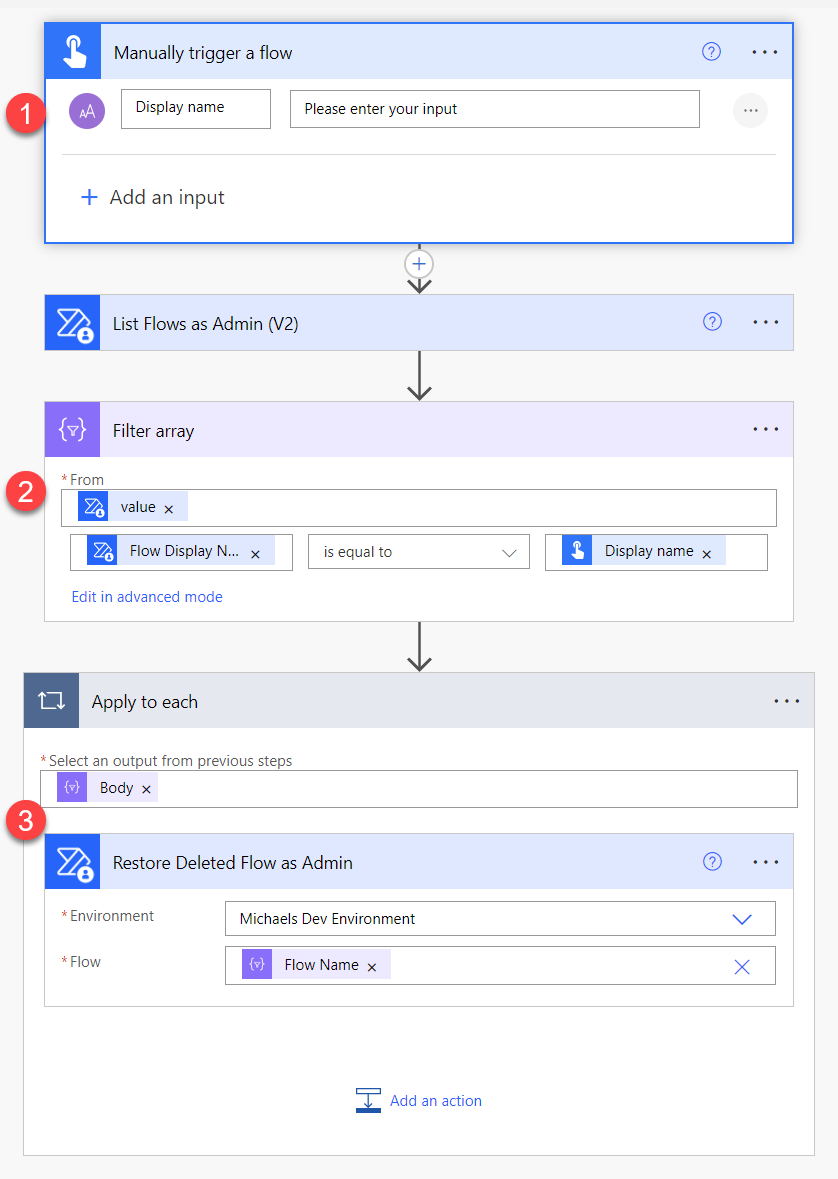 Manually trigger a flow
1
AA Display name Please enter your input
+ Add an input
List Flows as Admin (V2)
Filter array
2
* From
value ×
Flow Display N... × is equal to Display name ×
Edit in advanced mode
Apply to each
* Select an output from previous steps
Body ×
3
Restore Deleted Flow as Admin
* Environment Michaels Dev Environment
* Flow Flow Name ×
Add an action